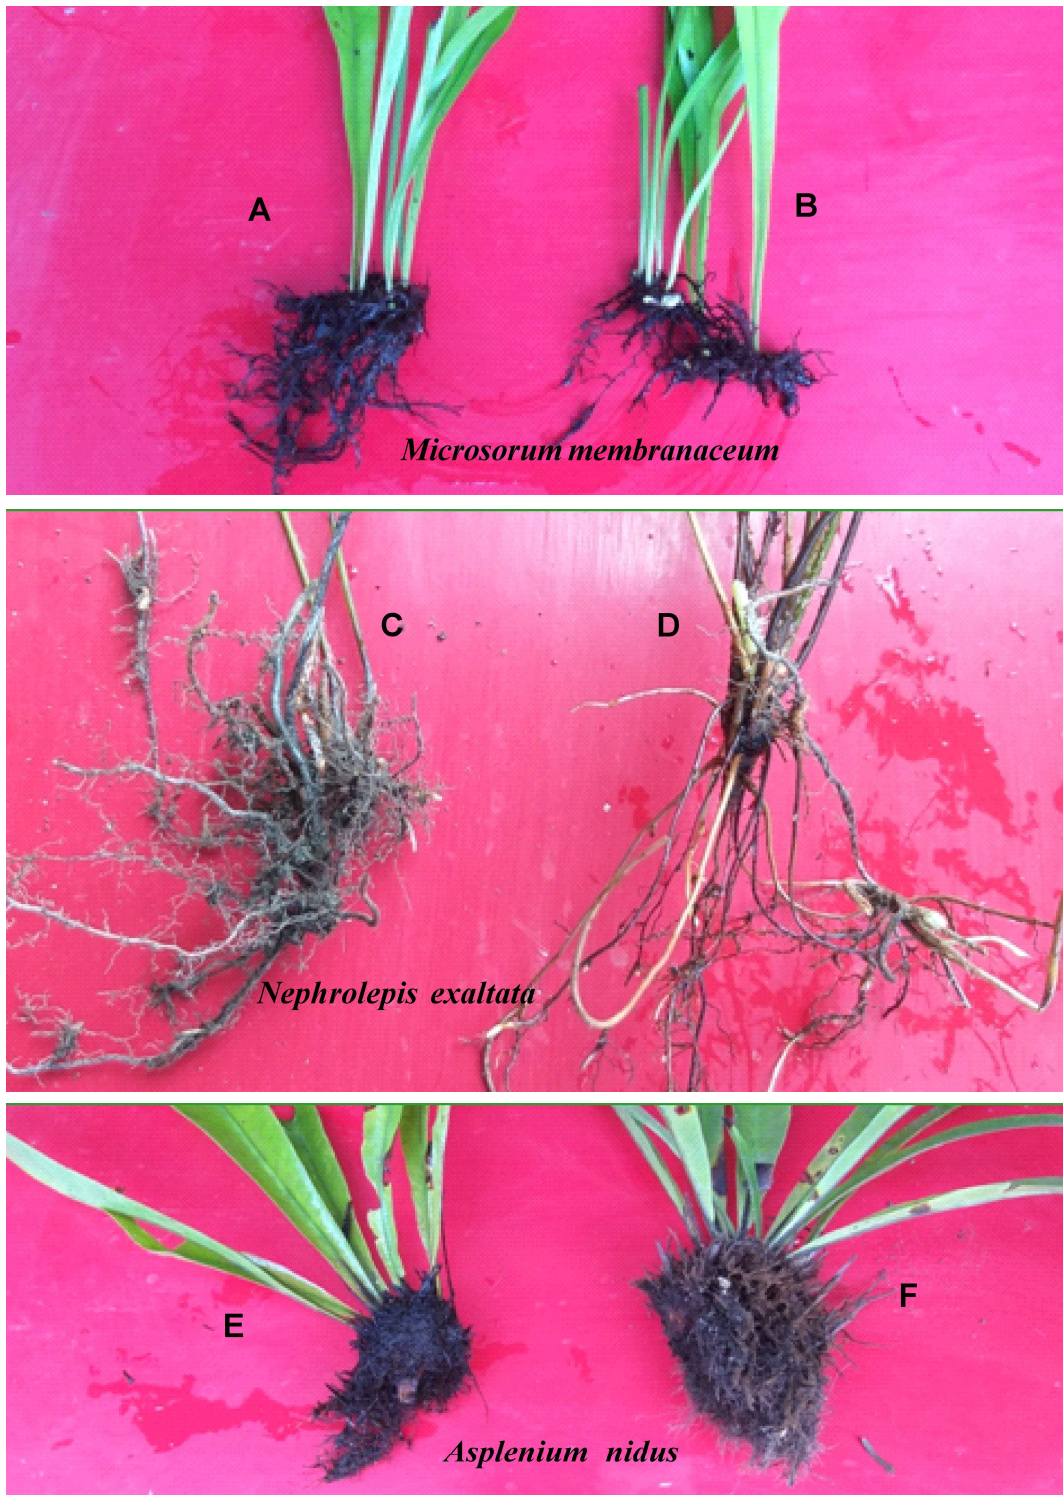 A
B
Microsorum membranaceum
C
D
Nephrolepis exaltata
E
F
Asplenium nidus